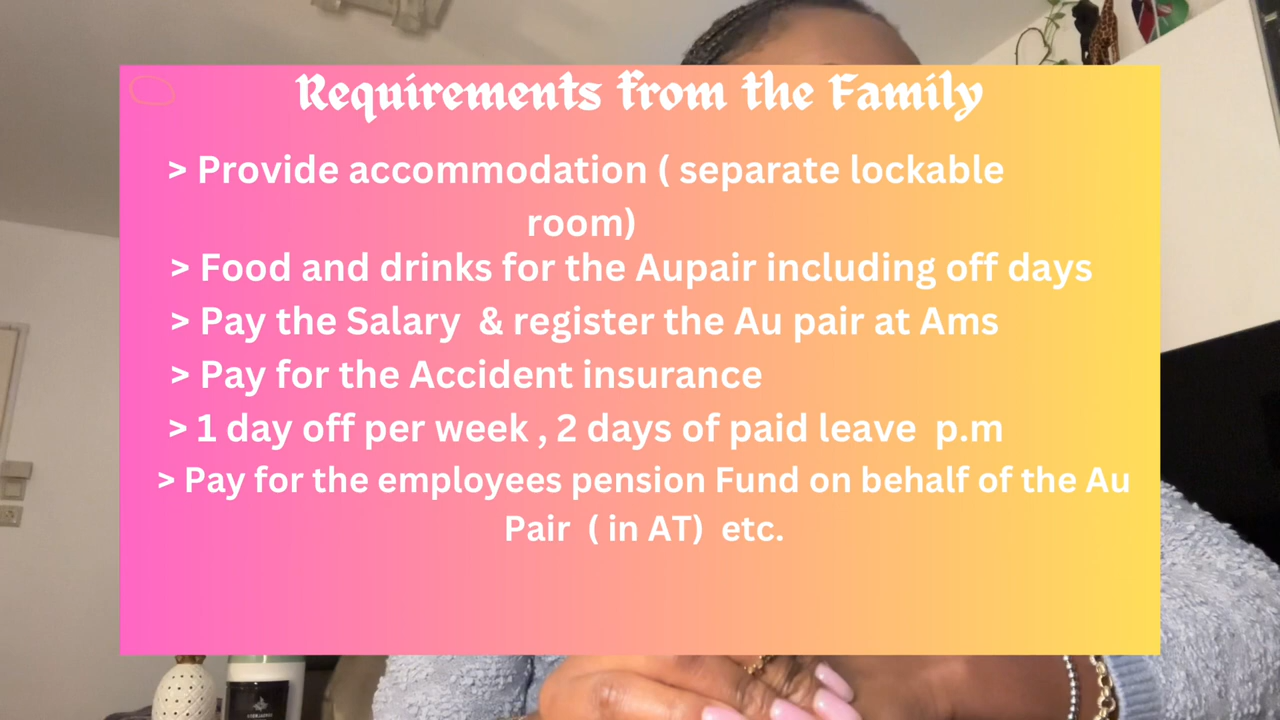 Requirements from the Family
> Provide accommodation ( separate lockable
room)
> Food and drinks for the Aupair including off days
> Pay the Salary & register the Au pair at Ams
> Pay for the Accident insurance
> 1 day off per week , 2 days of paid leave p.m
> Pay for the employees pension Fund on behalf of the Au
Pair ( in AT) etc.